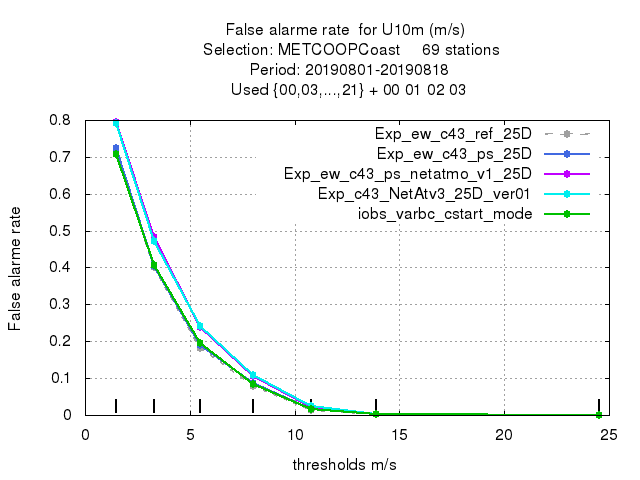 False alarme rate  for U10m (m/s)
Selection: METCOOPCoast     69 stations
Period: 20190801-20190818
Used {00,03,...,21} + 00 01 02 03
Exp_ew_c43_ref_25D
Exp_ew_c43_ps_25D
Exp_ew_c43_ps_netatmo_v1_25D
Exp_c43_NetAtv3_25D_ver01
iobs_varbc_cstart_mode
False alarme rate
0.8
0.7
0.6
0.5
0.4
0.3
0.2
0.1
0
0 5 10 15 20 25
thresholds m/s